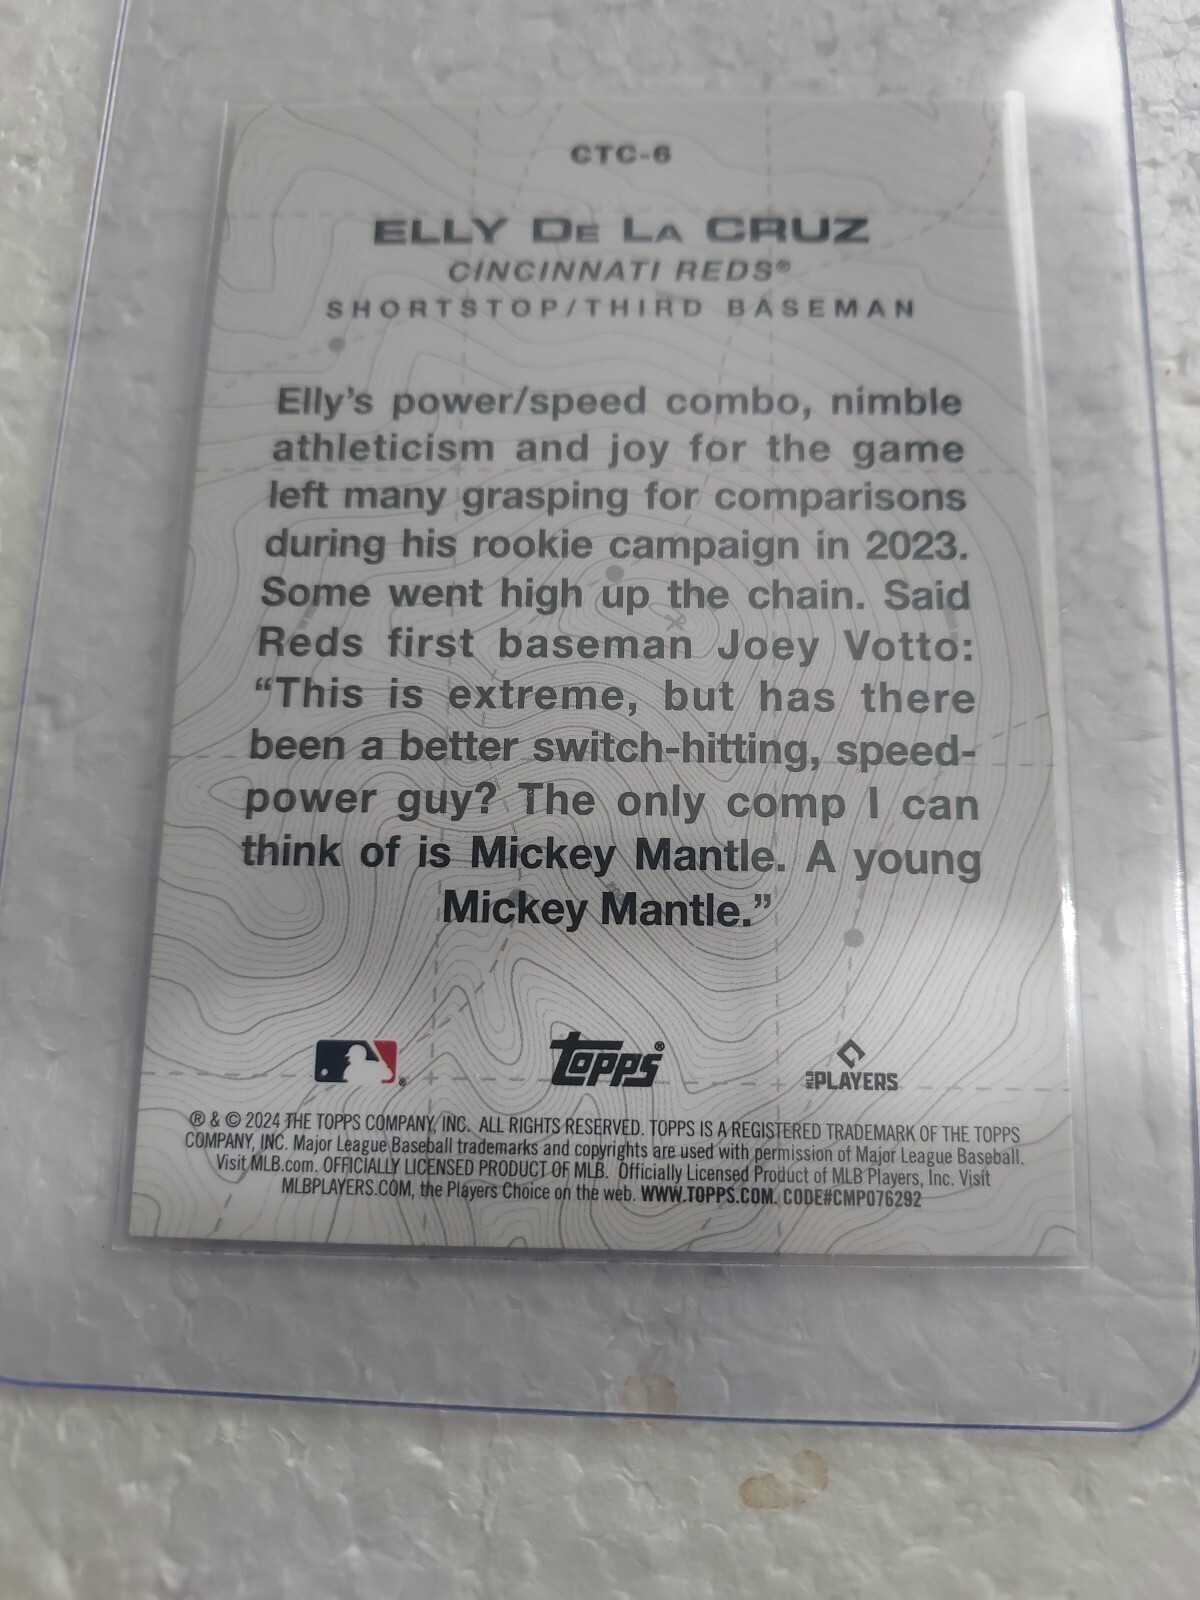 CTC-6
ELLY DE LA CRUZ
CINCINNATI REDS®
SHORTSTOP/THIRD BASEMAN
Elly's power/speed combo, nimble
athleticism and joy for the game
left many grasping for comparisons
during his rookie campaign in 2023.
Some went high up the chain. Said
Reds first baseman Joey Votto:
“This is extreme, but has there
been a better switch-hitting, speed-
power guy? The only comp I can
think of is Mickey Mantle. A young
Mickey Mantle.”
topps®
MLB PLAYERS
® & © 2024 THE TOPPS COMPANY, INC. ALL RIGHTS RESERVED. TOPPS IS A REGISTERED TRADEMARK OF THE TOPPS
COMPANY, INC. Major League Baseball trademarks and copyrights are used with permission of Major League Baseball.
Visit MLB.com. OFFICIALLY LICENSED PRODUCT OF MLB. Officially Licensed Product of MLB Players, Inc. Visit
MLBPLAYERS.COM, the Players Choice on the web. WWW.TOPPS.COM. CODE#CMP076292